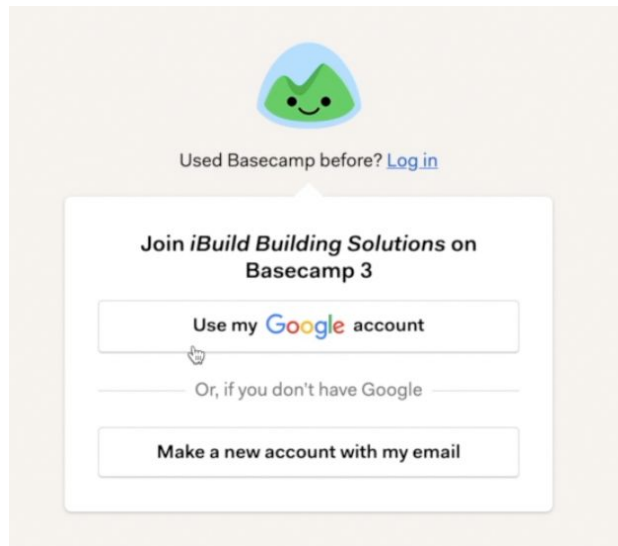 Used Basecamp before? Log in
Join iBuild Building Solutions on
Basecamp 3
Use my Google account
Or, if you don't have Google
Make a new account with my email